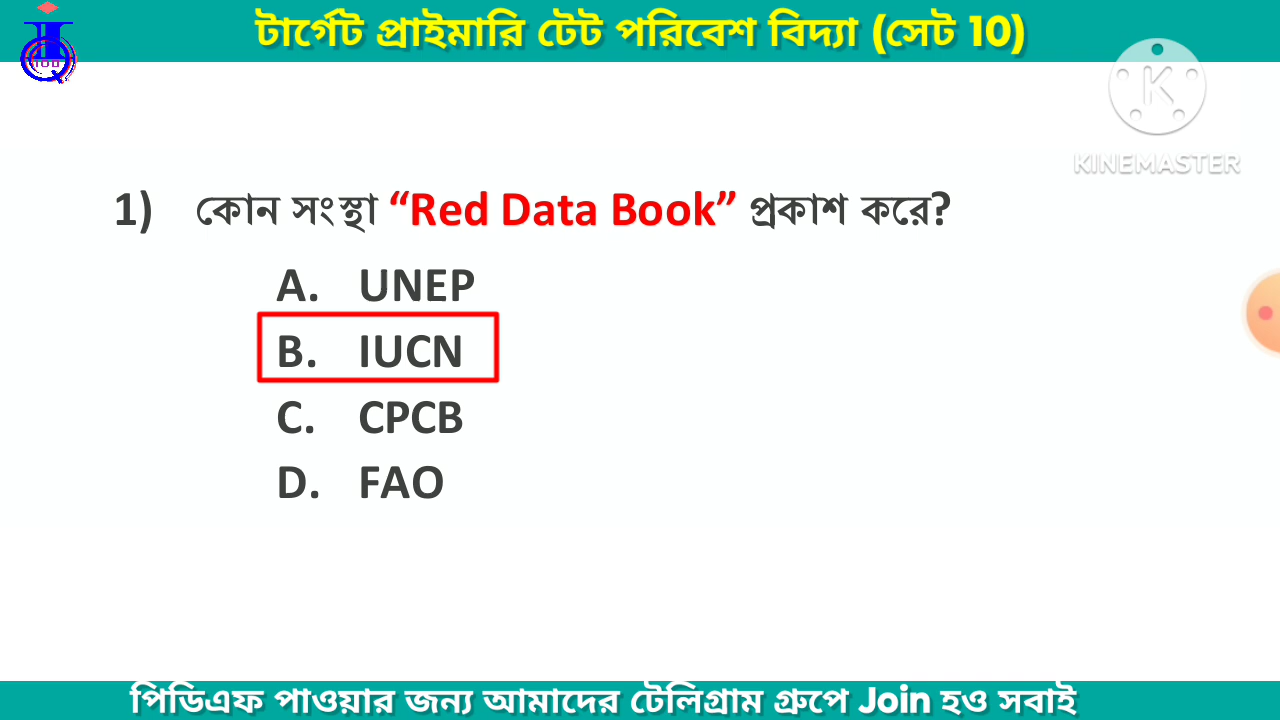 টার্গেট প্রাইমারি টেট পরিবেশ বিদ্যা (সেট 10)
KINEMASTER
1) কোন সংস্থা “Red Data Book” প্রকাশ করে?
A. UNEP
B. IUCN
C. CPCB
D. FAO
পিডিএফ পাওয়ার জন্য আমাদের টেলিগ্রাম গ্রুপে Join হও সবাই